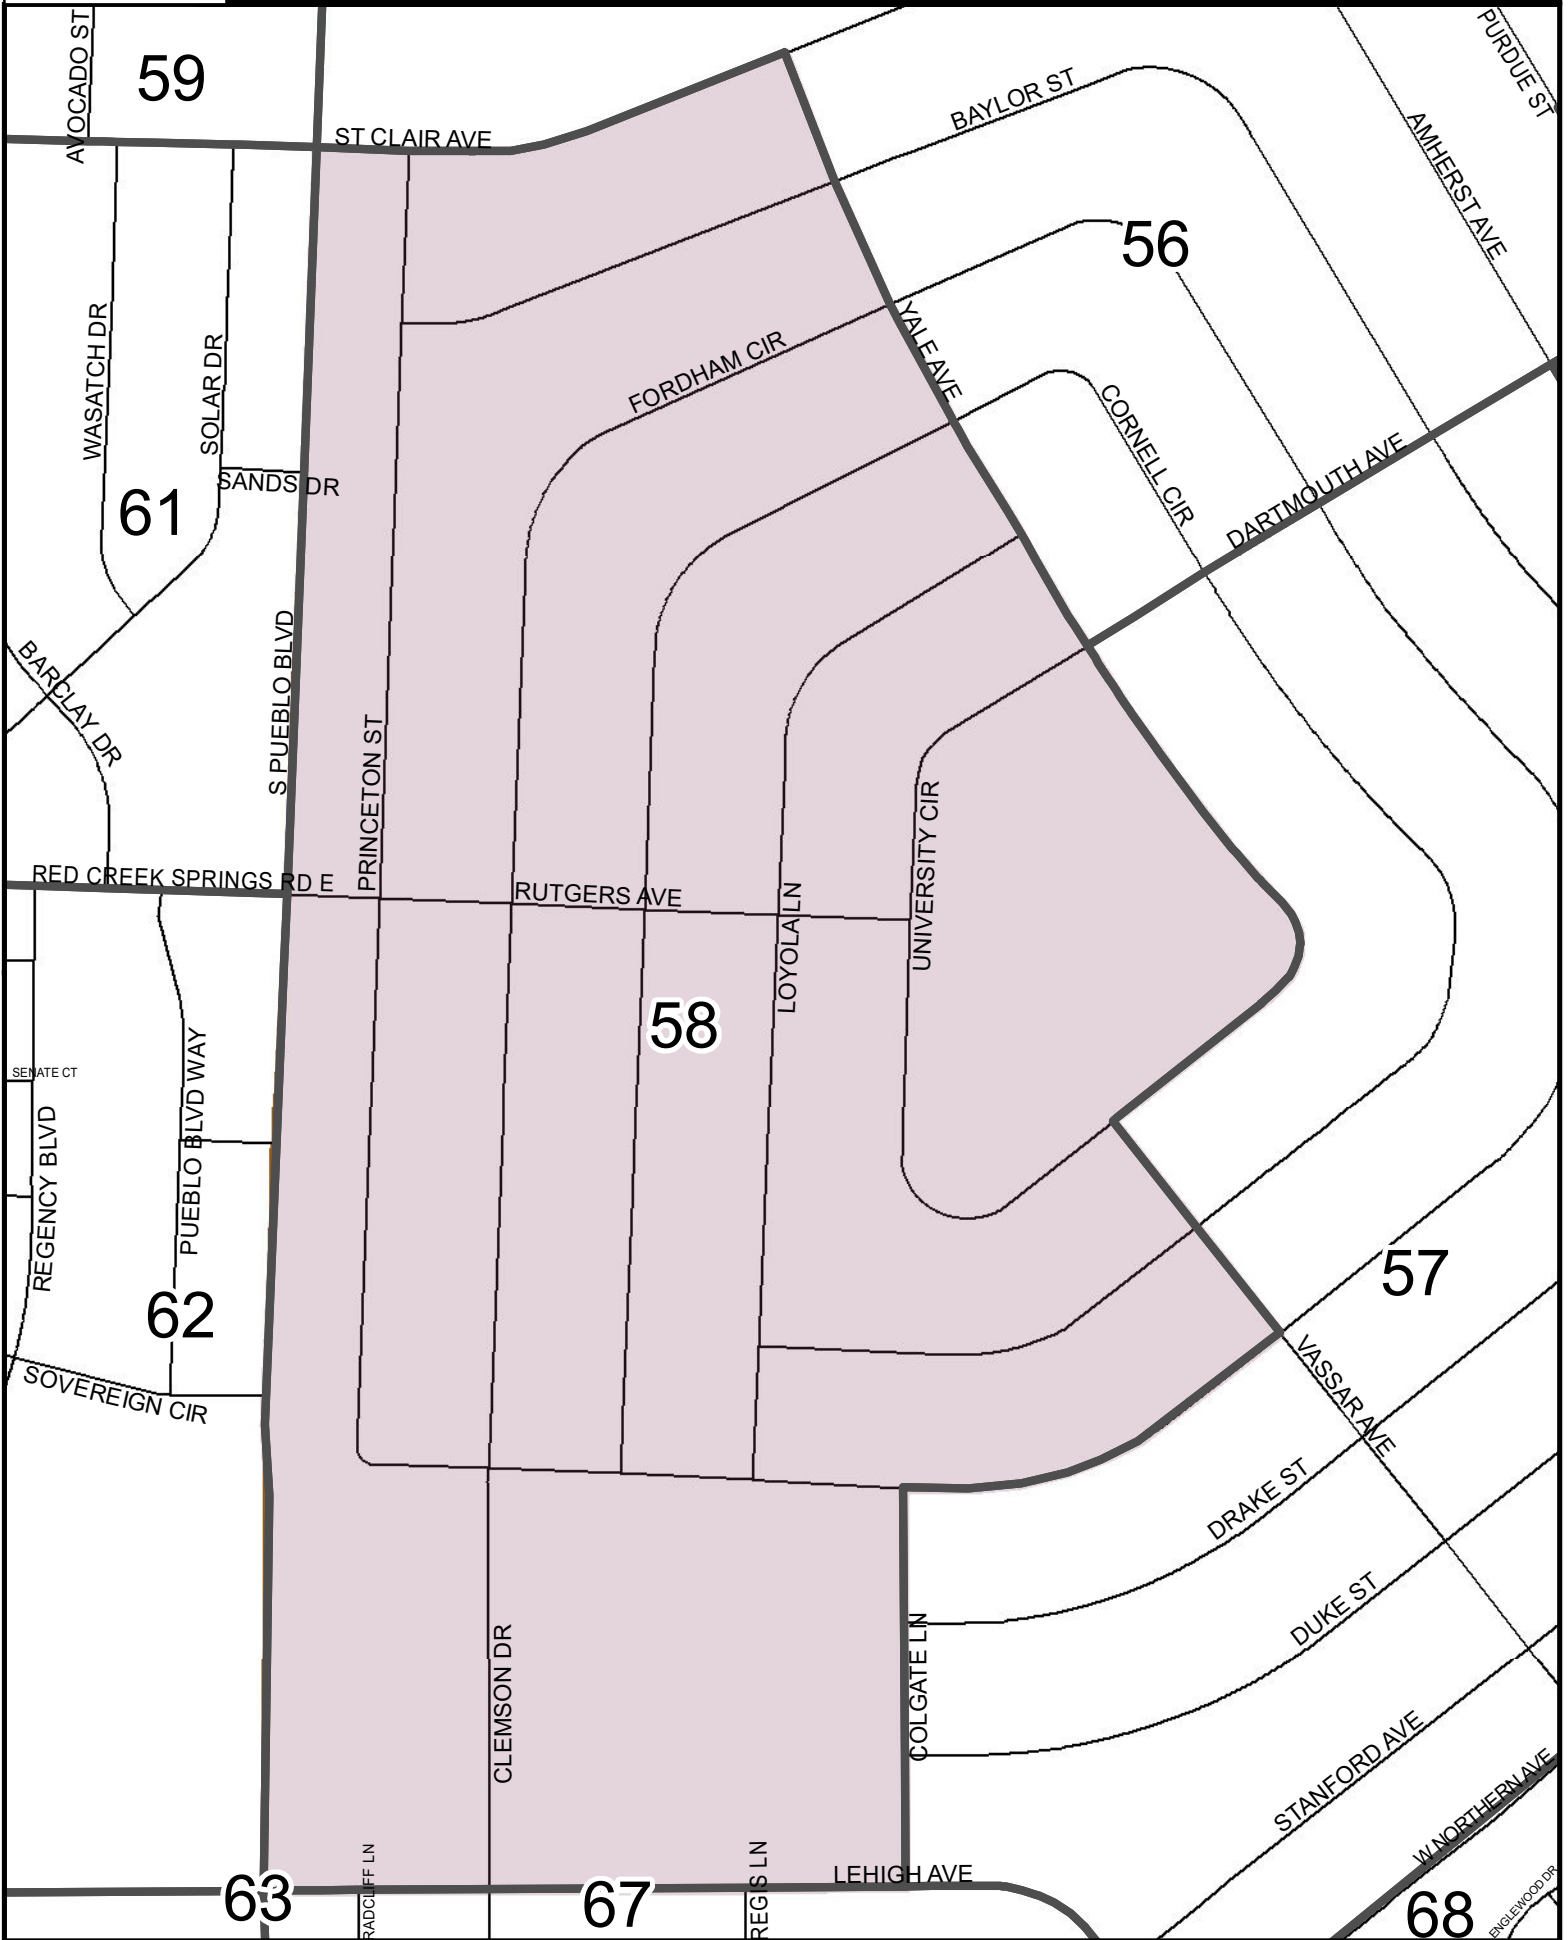 AVOCADO ST
59
PURDUE ST
BAYLOR ST
ST CLAIR AVE
AMHERST AVE
56
WASATCH DR
SOLAR DR
YALE AVE
FORDHAM CIR
CORNELL CIR
SANDS DR
61
DARTMOUTH AVE
BARCLAY DR
S PUEBLO BLVD
PRINCETON ST
UNIVERSITY CIR
RED CREEK SPRINGS RD E
RUTGERS AVE
LOYOLA LN
58
SENATE CT
PUEBLO BLVD WAY
REGENCY BLVD
57
62
SOVEREIGN CIR
VASSAR AVE
DRAKE ST
DUKE ST
COLGATE LN
CLEMSON DR
STANFORD AVE
W NORTHERN AVE
RADCLIFF LN
REGIS LN
LEHIGH AVE
63
67
68
ENGLEWOOD DR